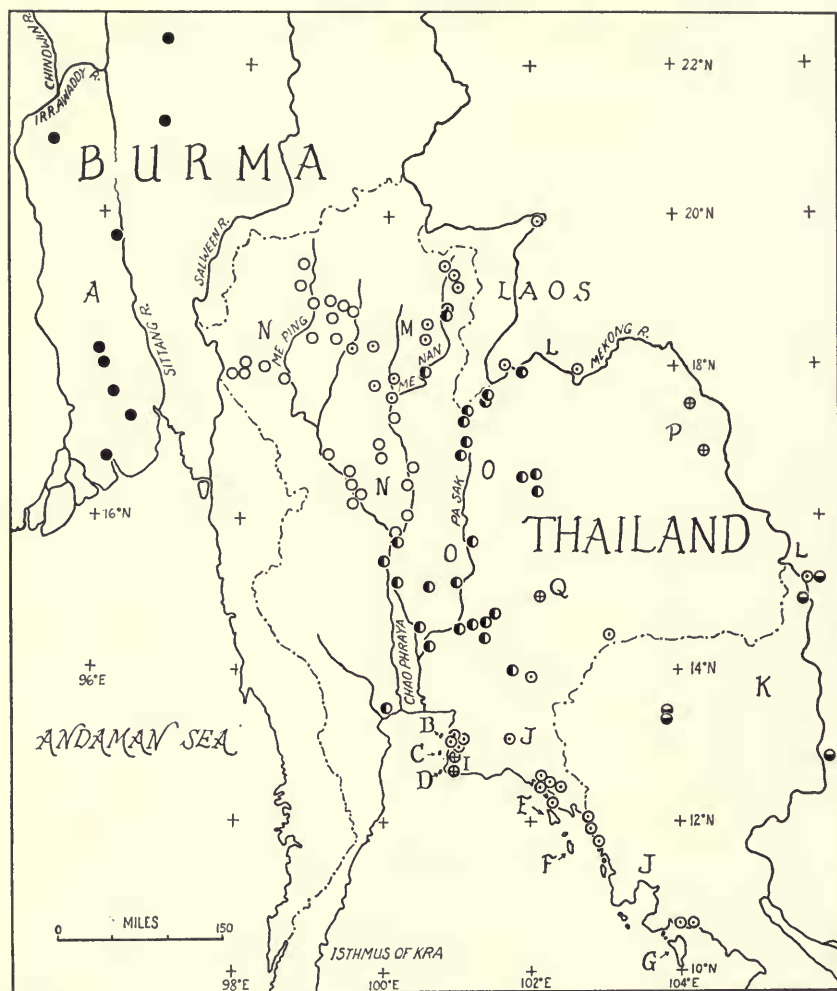 CHINDWIN R.
IRRAWADDY R.
22°N
BURMA
20°N
SALWEEN R.
A
LAOS
SITTANG R.
N
ME PING
M
ME NAN
L
MEKONG R.
18°N
P
O
N
PA SAK
16°N
THAILAND
O
L
Q
CHAO PHRAYA
96°E
14°N
K
ANDAMAN SEA
B
J
C
I
D
E
12°N
F
J
MILES
0 150
ISTHMUS OF KRA
G
10°N
98°E
100°E
102°E
104°E